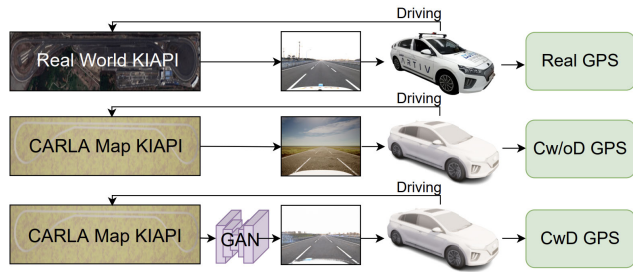 Driving
Real World KIAPI
ARTIV
Real GPS
Driving
CARLA Map KIAPI
Cw/oD GPS
Driving
CARLA Map KIAPI
GAN
CwD GPS